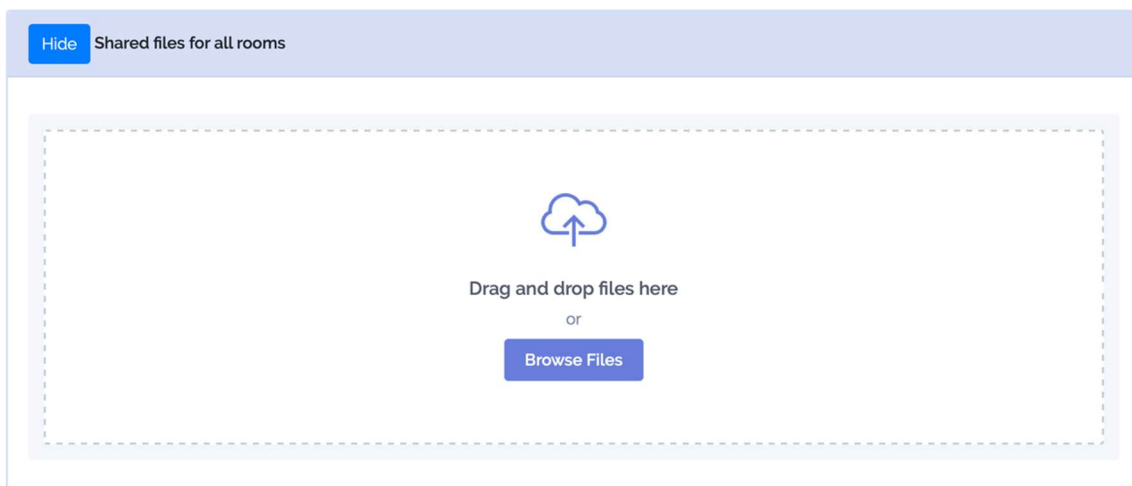 Hide Shared files for all rooms
Drag and drop files here
or
Browse Files